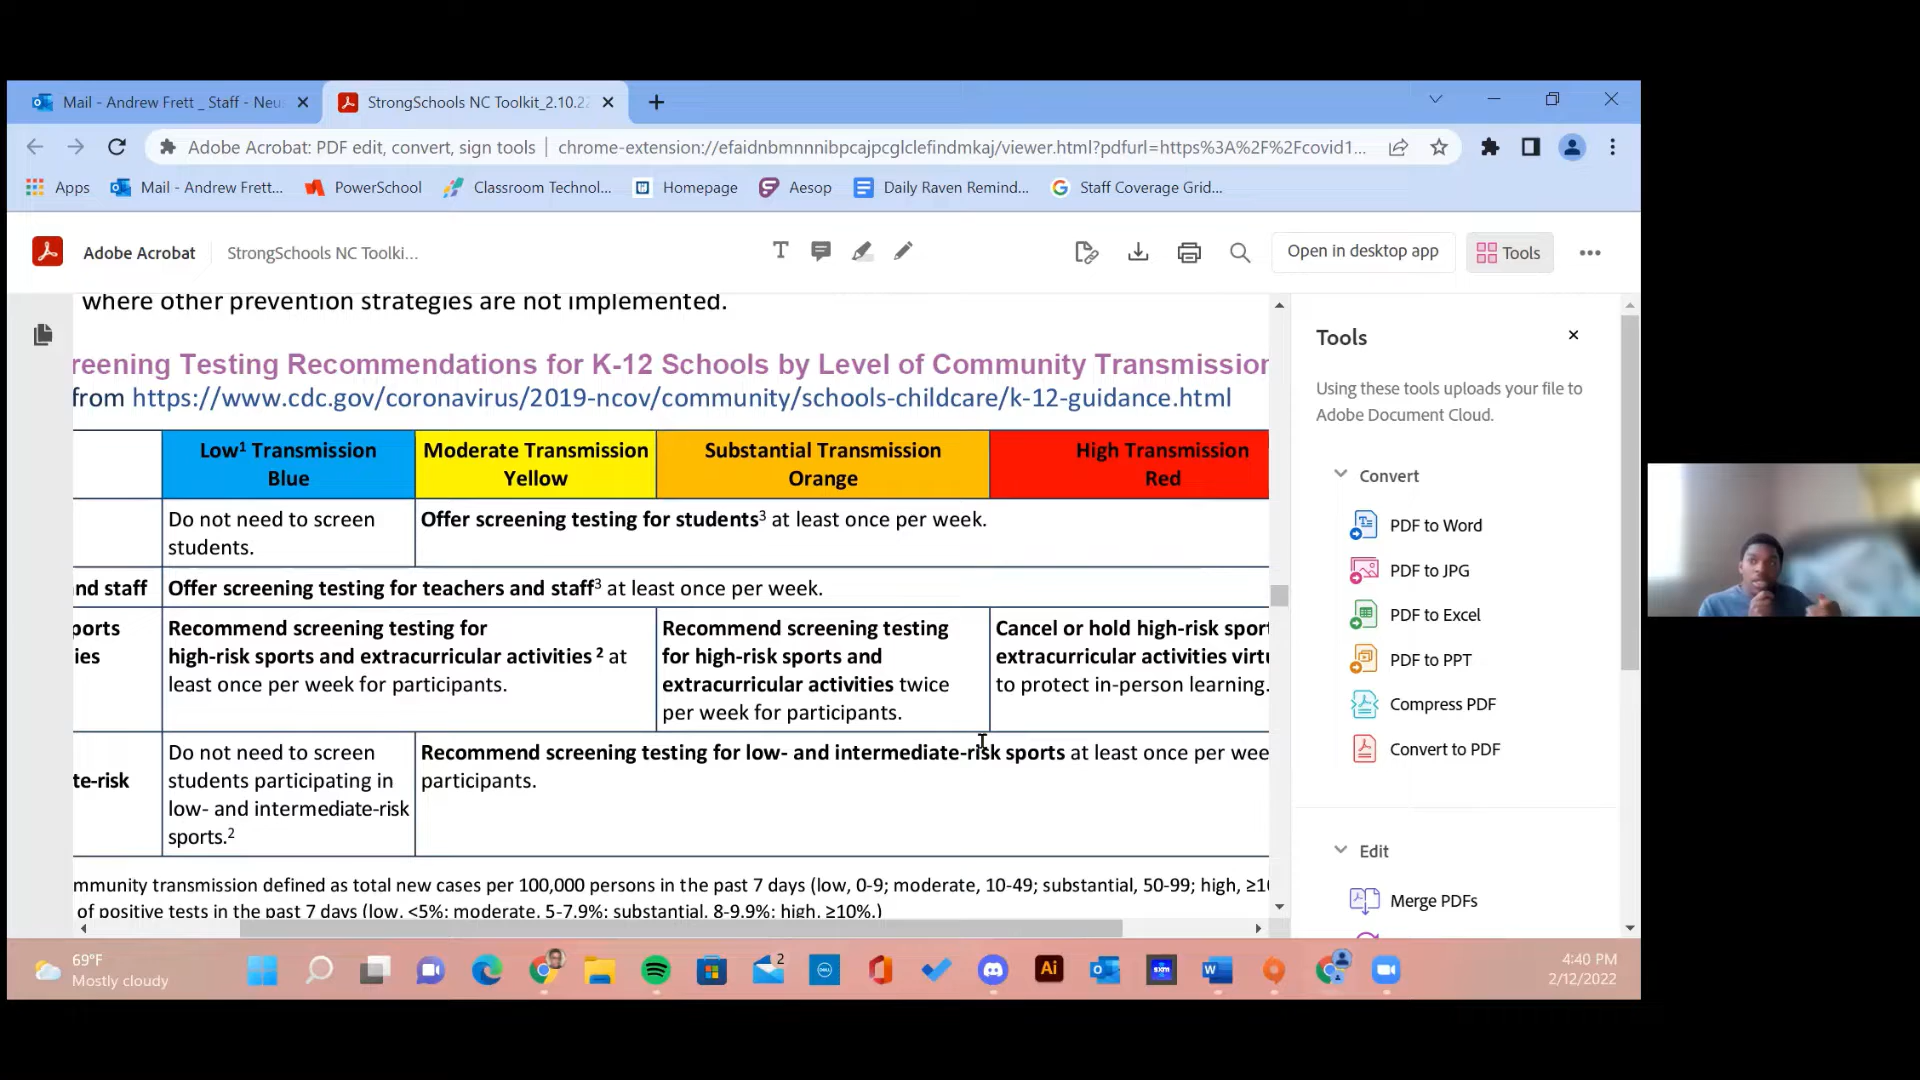 Mail - Andrew Frett _ Staff - Neu
StrongSchools NC Toolkit_2.10.22
Adobe Acrobat: PDF edit, convert, sign tools | chrome-extension://efaidnbmnnnibpcajpcglclefindmkaj/viewer.html?pdfurl=https%3A%2F%2Fcovid1...
Apps
Mail - Andrew Frett...
PowerSchool
Classroom Technol...
Homepage
Aesop
Daily Raven Remind...
Staff Coverage Grid...
Adobe Acrobat
StrongSchools NC Toolki...
Open in desktop app
Tools
where other prevention strategies are not implemented.
reening Testing Recommendations for K-12 Schools by Level of Community Transmission
from https://www.cdc.gov/coronavirus/2019-ncov/community/schools-childcare/k-12-guidance.html
Low¹ Transmission
Blue
Moderate Transmission
Yellow
Substantial Transmission
Orange
High Transmission
Red
Do not need to screen
students.
Offer screening testing for students³ at least once per week.
nd staff
Offer screening testing for teachers and staff³ at least once per week.
ports
ies
Recommend screening testing for
high-risk sports and extracurricular activities ² at
least once per week for participants.
Recommend screening testing
for high-risk sports and
extracurricular activities twice
per week for participants.
Cancel or hold high-risk sport
extracurricular activities virtu
to protect in-person learning.
te-risk
Do not need to screen
students participating in
low- and intermediate-risk
sports.²
Recommend screening testing for low- and intermediate-risk sports at least once per wee
participants.
mmunity transmission defined as total new cases per 100,000 persons in the past 7 days (low, 0-9; moderate, 10-49; substantial, 50-99; high, ≥10
of positive tests in the past 7 days (low, <5%; moderate, 5-7.9%; substantial, 8-9.9%; high, ≥10%.)
Tools
Using these tools uploads your file to
Adobe Document Cloud.
Convert
PDF to Word
PDF to JPG
PDF to Excel
PDF to PPT
Compress PDF
Convert to PDF
Edit
Merge PDFs
69°F
Mostly cloudy
2
Ai
4:40 PM
2/12/2022